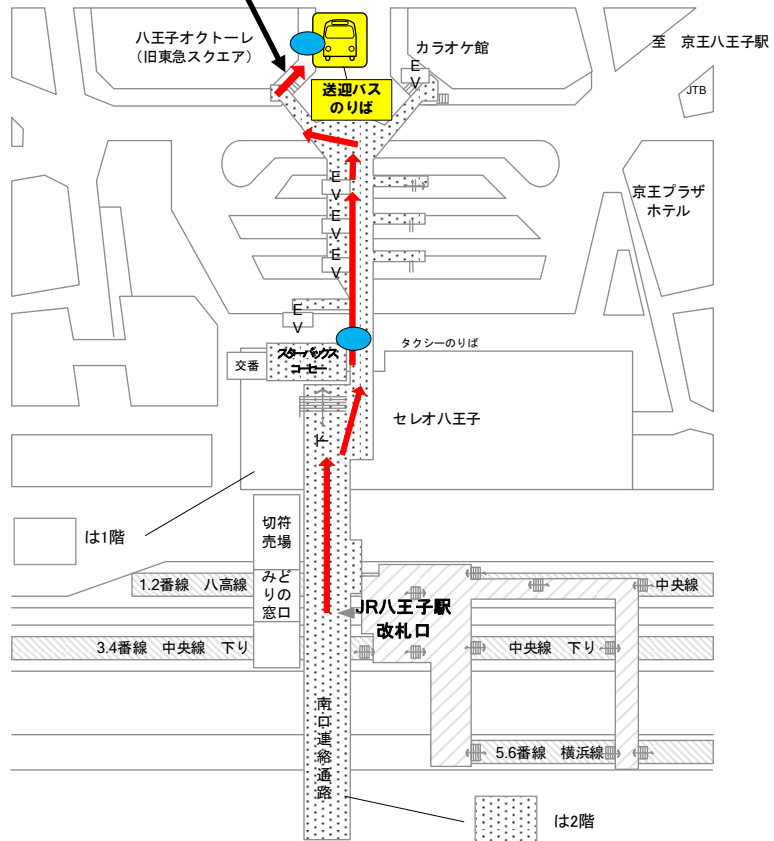 八王子オクトーレ
（旧東急スクエア）
カラオケ館
至 京王八王子駅
EV
JTB
送迎バス
のりば
EV
京王プラザ
ホテル
EV
EV
EV
タクシーのりば
交番
スターバックス
コーヒー
セレオ八王子
下
は1階
切符
売場
1.2番線 八高線
みど
りの
窓口
中央線
JR八王子駅
改札口
3.4番線 中央線 下り
中央線 下り
南口連絡通路
5.6番線 横浜線
は2階